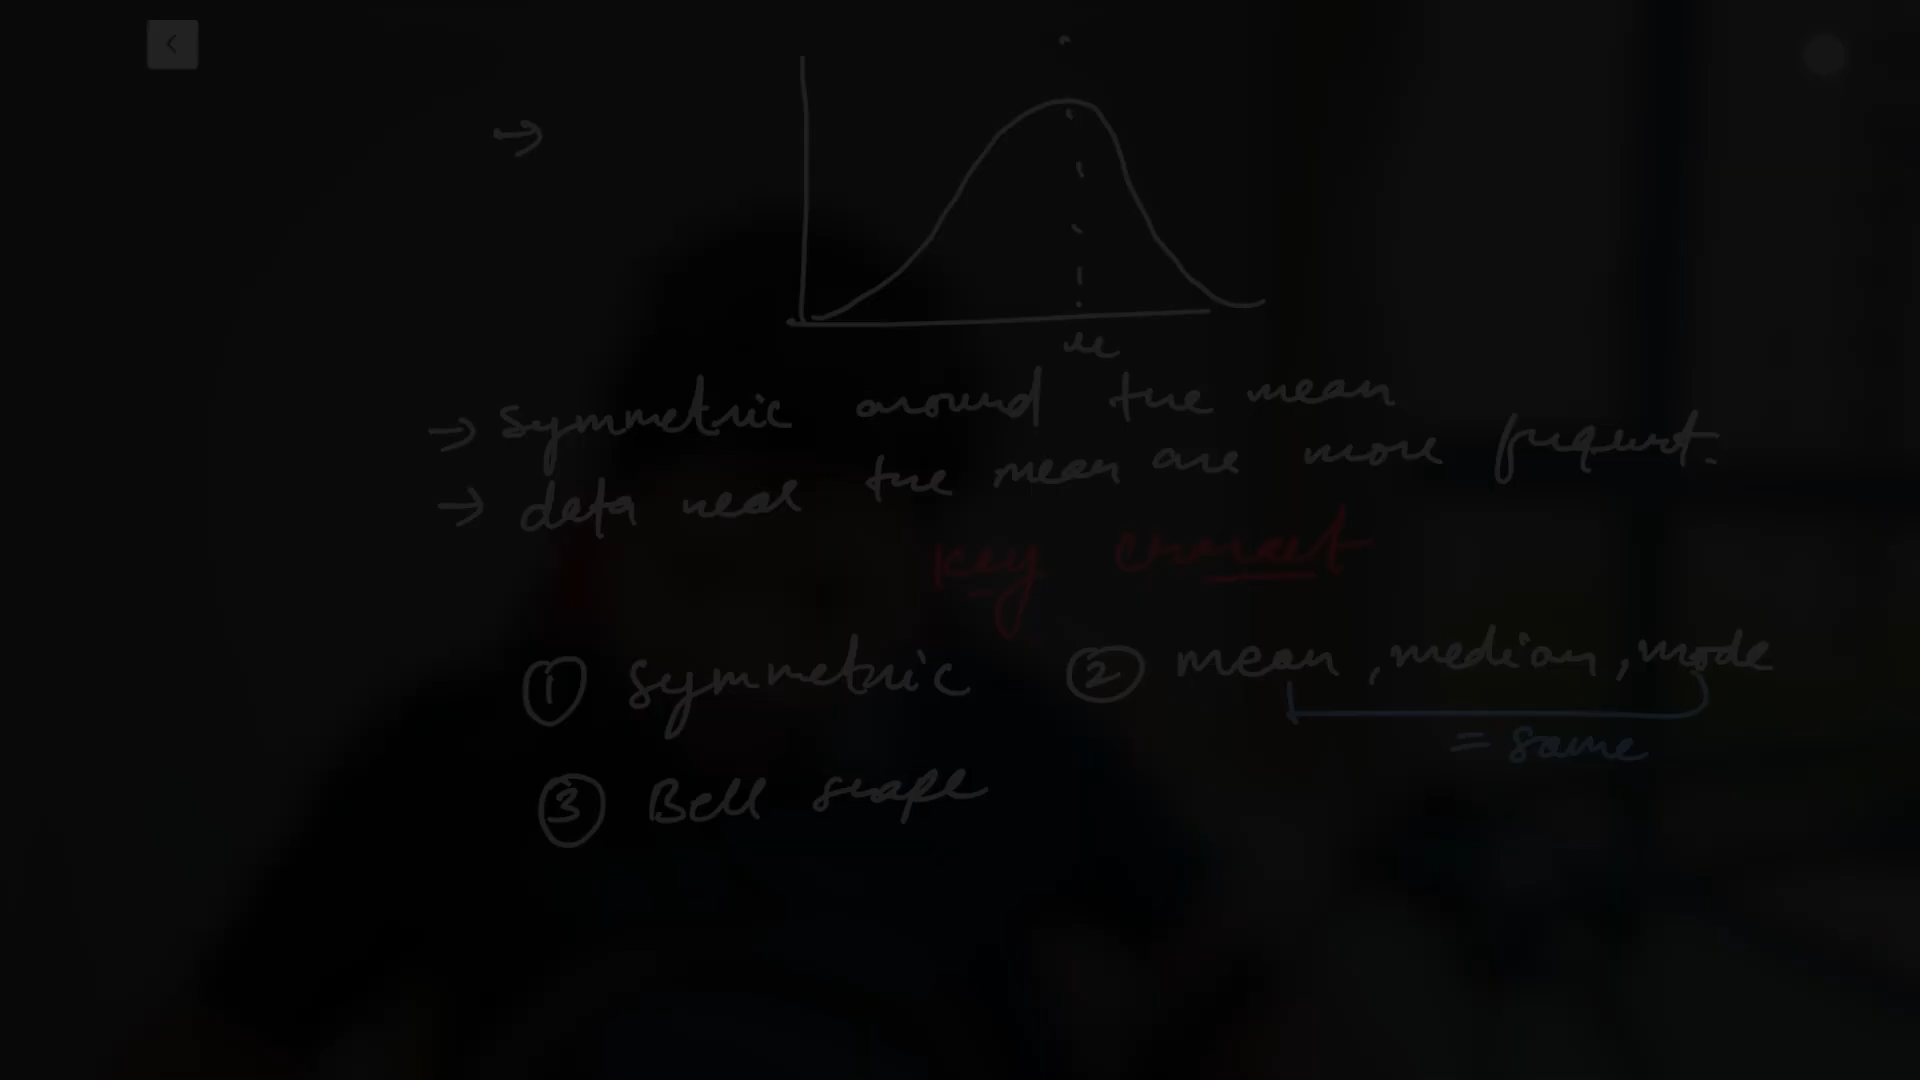 →
μ
→ Symmetric around the mean
→ data near the mean are more frequent.
Key
① Symmetric ② mean, median, mode
= same
③ Bell shape